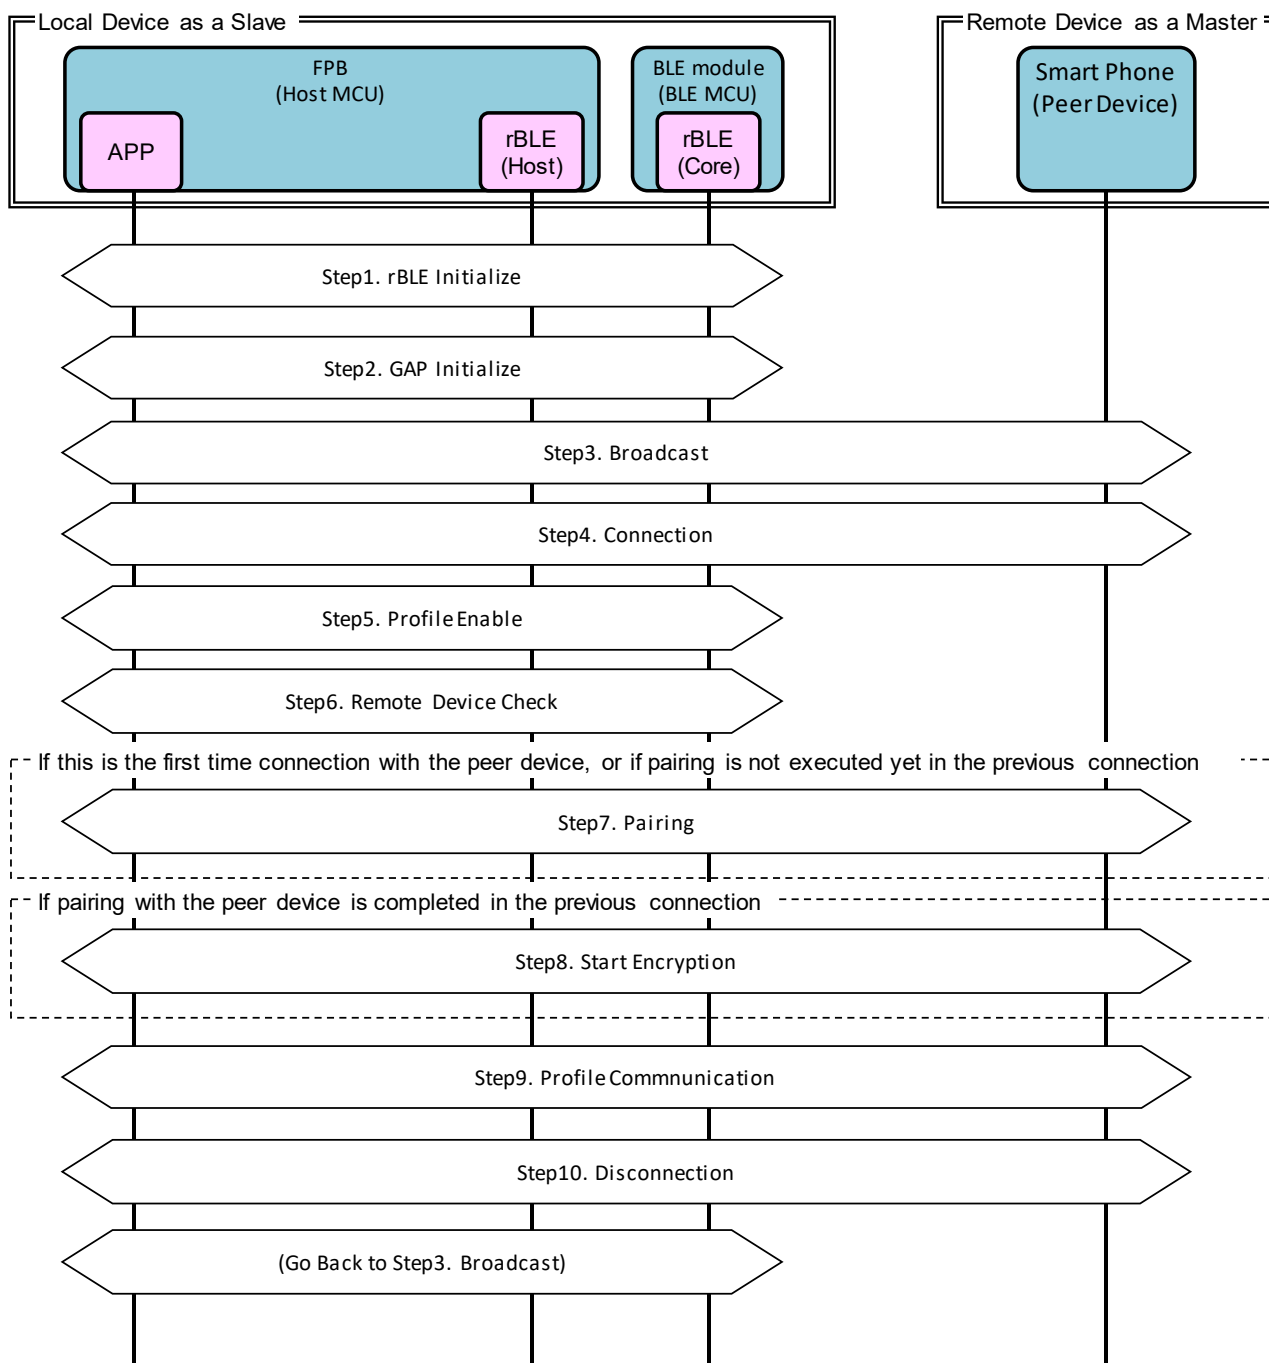 Local Device as a Slave
Remote Device as a Master
FPB
(Host MCU)
BLE module
(BLE MCU)
Smart Phone
(Peer Device)
APP
rBLE
(Host)
rBLE
(Core)
Step1. rBLE Initialize
Step2. GAP Initialize
Step3. Broadcast
Step4. Connection
Step5. Profile Enable
Step6. Remote Device Check
If this is the first time connection with the peer device, or if pairing is not executed yet in the previous connection
Step7. Pairing
If pairing with the peer device is completed in the previous connection
Step8. Start Encryption
Step9. Profile Commnunication
Step10. Disconnection
(Go Back to Step3. Broadcast)